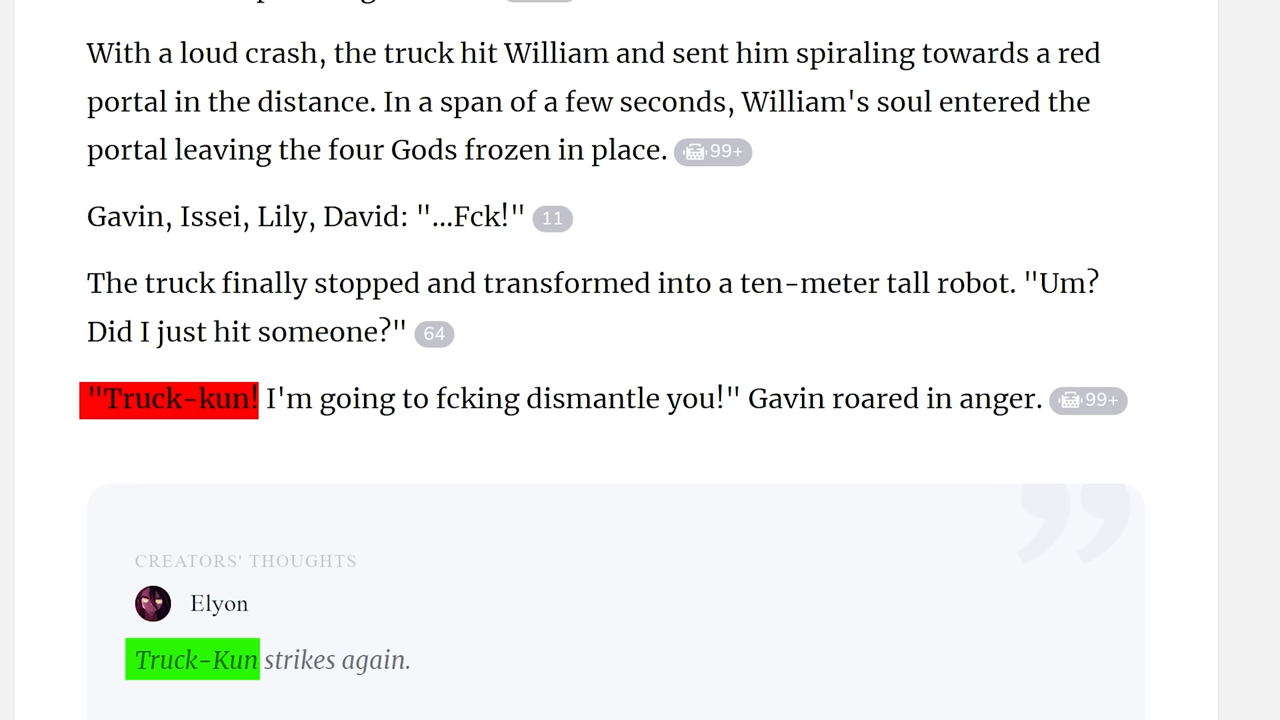 With a loud crash, the truck hit William and sent him spiraling towards a red
portal in the distance. In a span of a few seconds, William's soul entered the
portal leaving the four Gods frozen in place. 99+
Gavin, Issei, Lily, David: "...Fck!" 11
The truck finally stopped and transformed into a ten-meter tall robot. "Um?
Did I just hit someone?" 64
"Truck-kun! I'm going to fcking dismantle you!" Gavin roared in anger. 99+
CREATORS' THOUGHTS
Elyon
Truck-Kun strikes again.